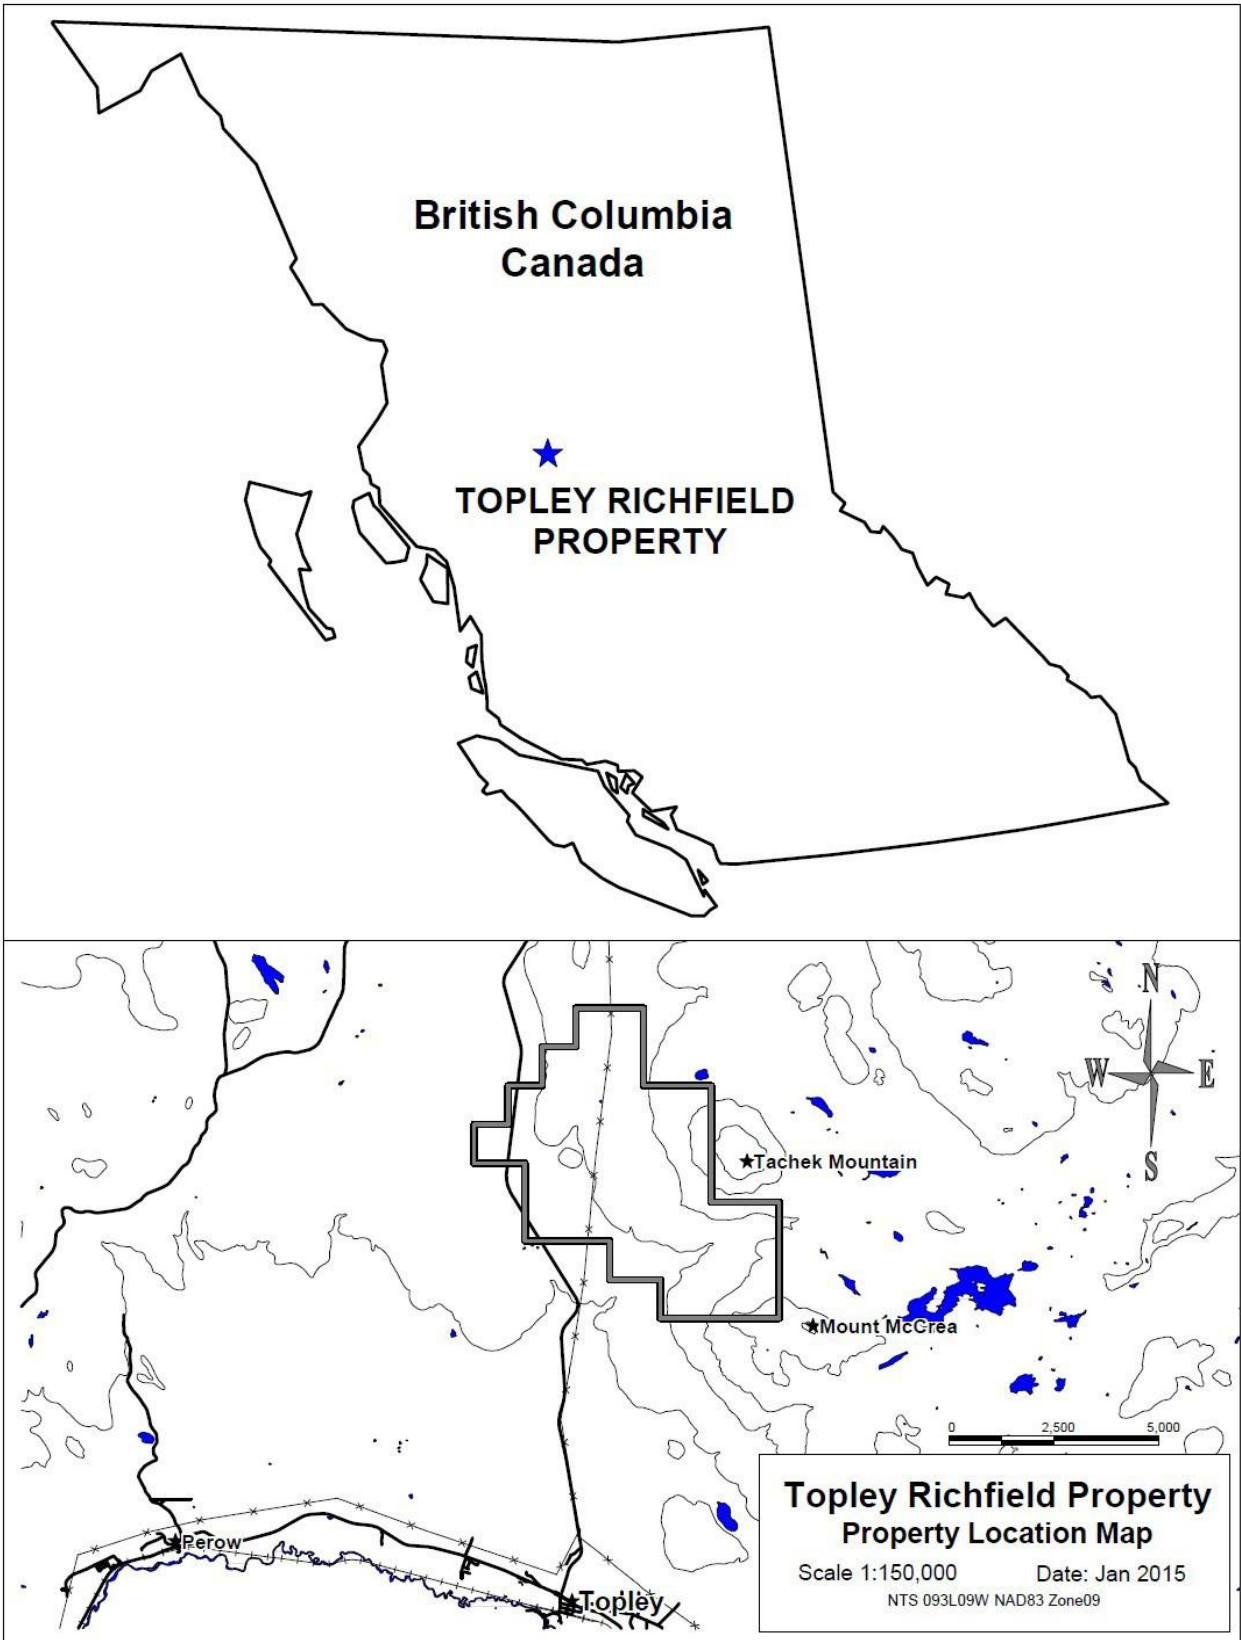 British Columbia
Canada
TOPLEY RICHFIELD
PROPERTY
N
W E
S
Tachek Mountain
Mount McCrea
0 2,500 5,000
Topley Richfield Property
Property Location Map
Scale 1:150,000 Date: Jan 2015
NTS 093L09W NAD83 Zone09
Perow
Topley